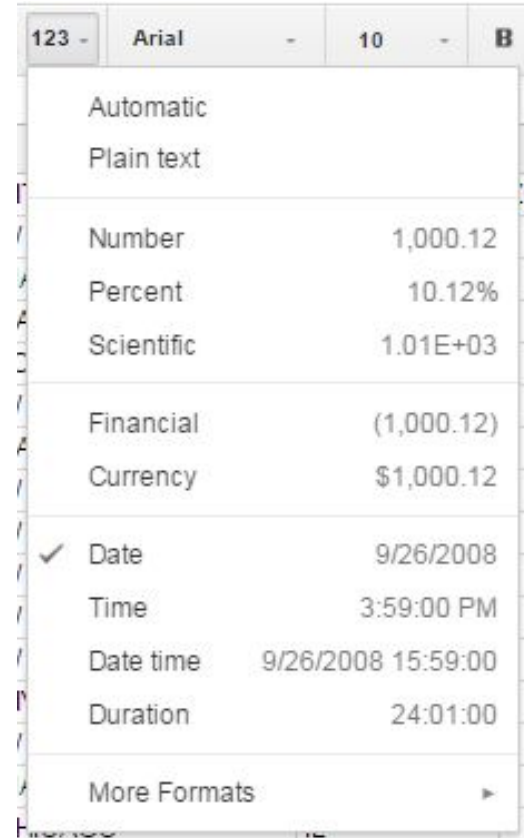 123 Arial 10 B
Automatic
Plain text
Number 1,000.12
Percent 10.12%
Scientific 1.01E+03
Financial (1,000.12)
Currency $1,000.12
Date 9/26/2008
Time 3:59:00 PM
Date time 9/26/2008 15:59:00
Duration 24:01:00
More Formats